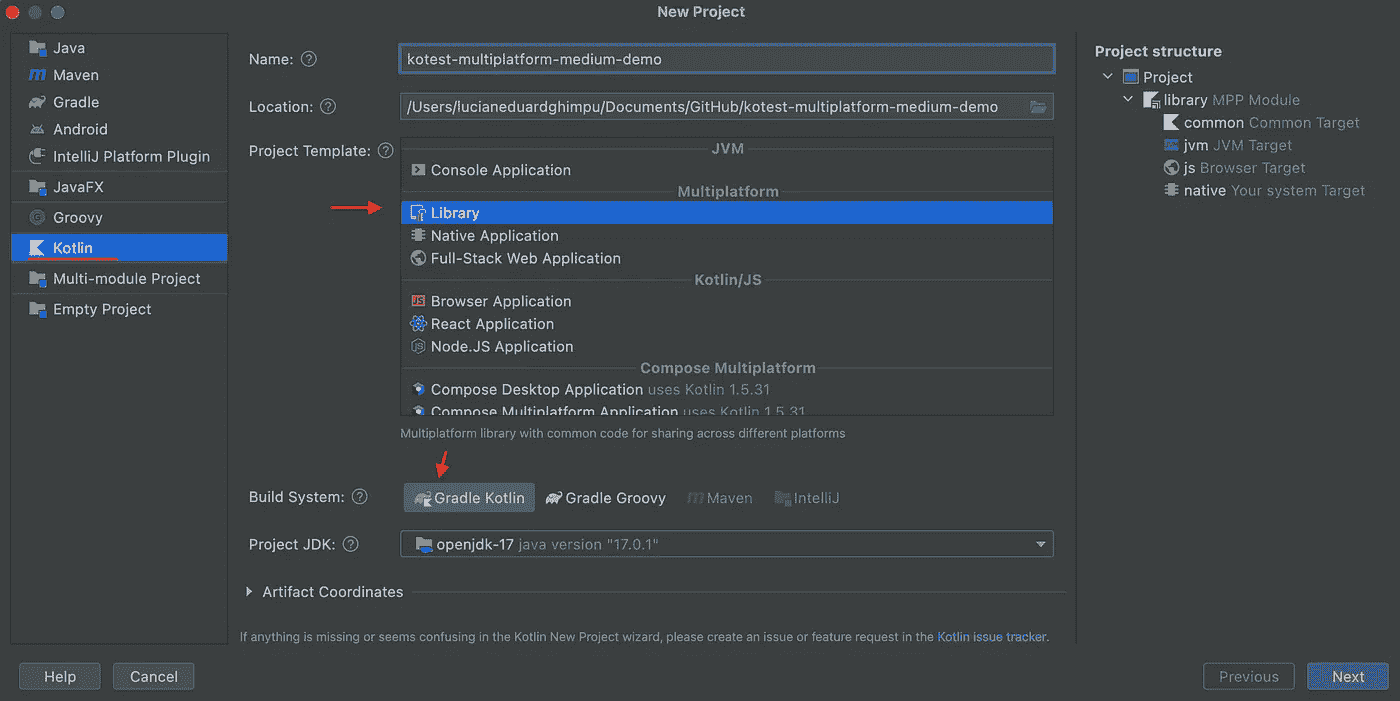 New Project
Java
Maven
Gradle
Android
IntelliJ Platform Plugin
JavaFX
Groovy
Kotlin
Multi-module Project
Empty Project
Name:
kotest-multiplatform-medium-demo
Location:
/Users/lucianeduardghimpu/Documents/GitHub/kotest-multiplatform-medium-demo
Project Template:
JVM
Console Application
Multiplatform
Library
Native Application
Full-Stack Web Application
Kotlin/JS
Browser Application
React Application
Node.JS Application
Compose Multiplatform
Compose Desktop Application uses Kotlin 1.5.31
Compose Multiplatform Application uses Kotlin 1.5.31
Multiplatform library with common code for sharing across different platforms
Build System:
Gradle Kotlin Gradle Groovy Maven IntelliJ
Project JDK:
openjdk-17 java version "17.0.1"
Artifact Coordinates
If anything is missing or seems confusing in the Kotlin New Project wizard, please create an issue or feature request in the Kotlin issue tracker.
Project structure
Project
library MPP Module
common Common Target
jvm JVM Target
js Browser Target
native Your system Target
Help
Cancel
Previous
Next